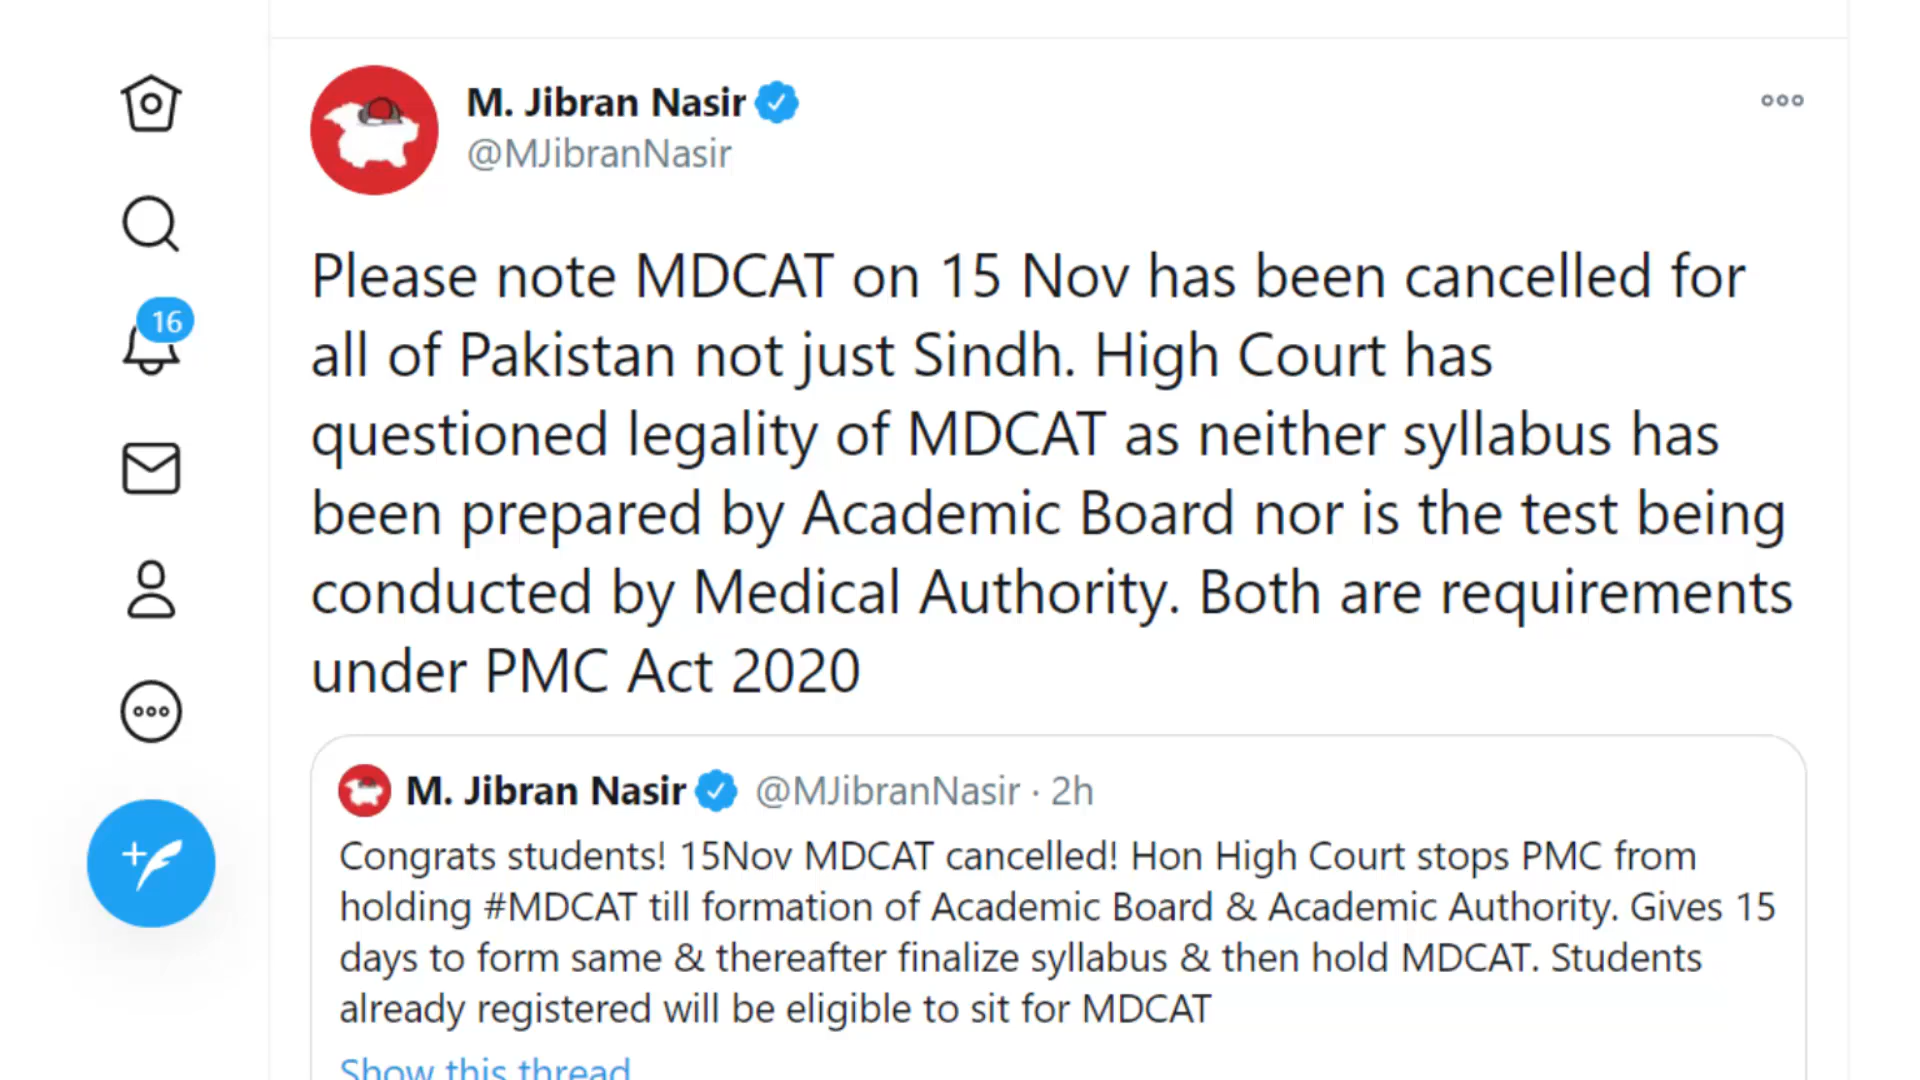 M. Jibran Nasir
@MJibranNasir
16
Please note MDCAT on 15 Nov has been cancelled for
all of Pakistan not just Sindh. High Court has
questioned legality of MDCAT as neither syllabus has
been prepared by Academic Board nor is the test being
conducted by Medical Authority. Both are requirements
under PMC Act 2020
M. Jibran Nasir @MJibranNasir · 2h
Congrats students! 15Nov MDCAT cancelled! Hon High Court stops PMC from
holding #MDCAT till formation of Academic Board & Academic Authority. Gives 15
days to form same & thereafter finalize syllabus & then hold MDCAT. Students
already registered will be eligible to sit for MDCAT
Show this thread